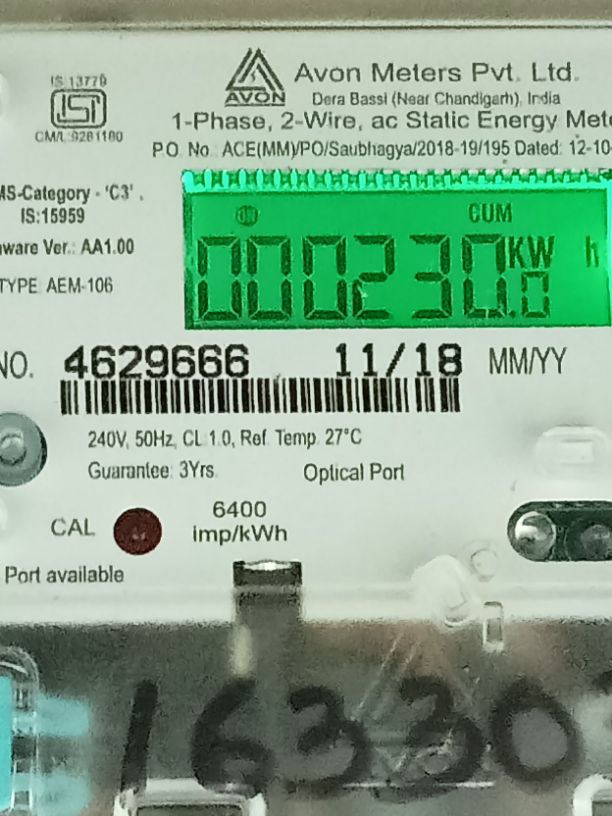 IS:13779
ISI
CM/L:9281180
AVON
Avon Meters Pvt. Ltd.
Dera Bassi (Near Chandigarh), India
1-Phase, 2-Wire, ac Static Energy Mete
P.O. No. ACE(MM)/PO/Saubhagya/2018-19/195 Dated: 12-10-
MS-Category - 'C3'.
IS:15959
ware Ver.: AA1.00
TYPE AEM-106
CUM
000230.0 KW h
NO. 4629666 11/18 MM/YY
240V, 50Hz, CL 1.0, Ref. Temp. 27°C
Guarantee: 3Yrs.
Optical Port
CAL
6400
imp/kWh
Port available
16330